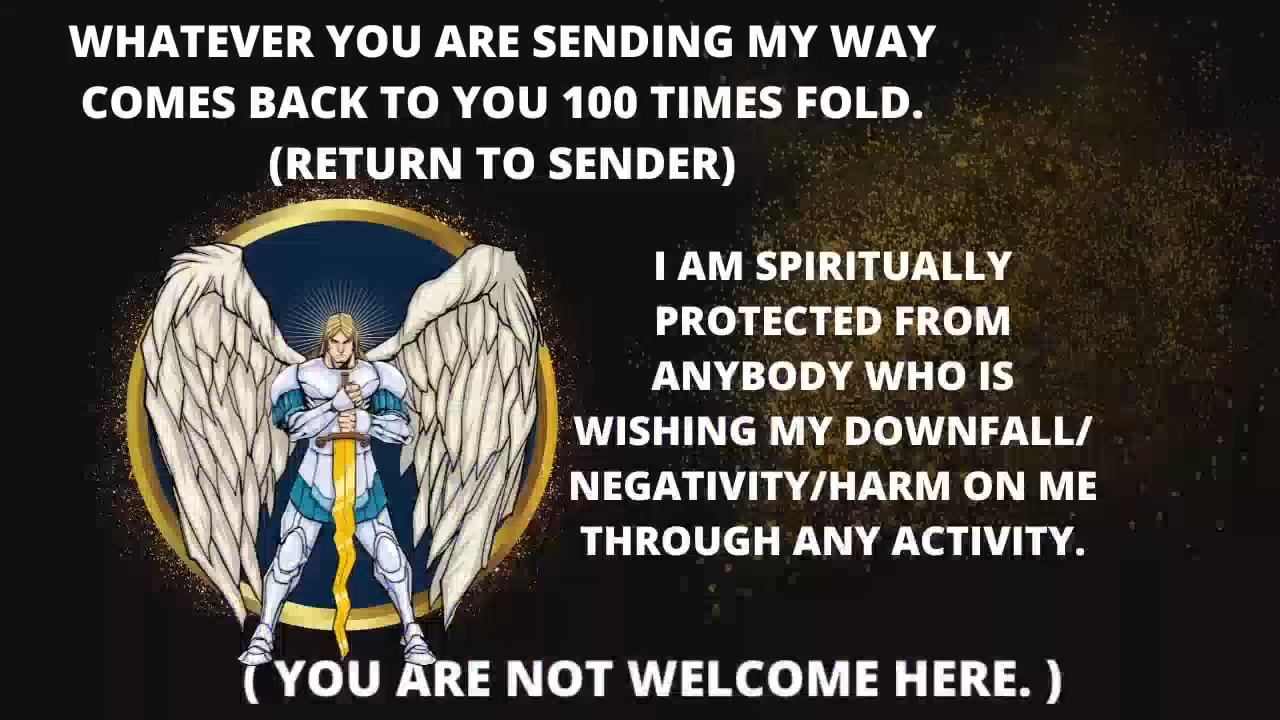 WHATEVER YOU ARE SENDING MY WAY
COMES BACK TO YOU 100 TIMES FOLD.
(RETURN TO SENDER)
I AM SPIRITUALLY
PROTECTED FROM
ANYBODY WHO IS
WISHING MY DOWNFALL/
NEGATIVITY/HARM ON ME
THROUGH ANY ACTIVITY.
( YOU ARE NOT WELCOME HERE. )